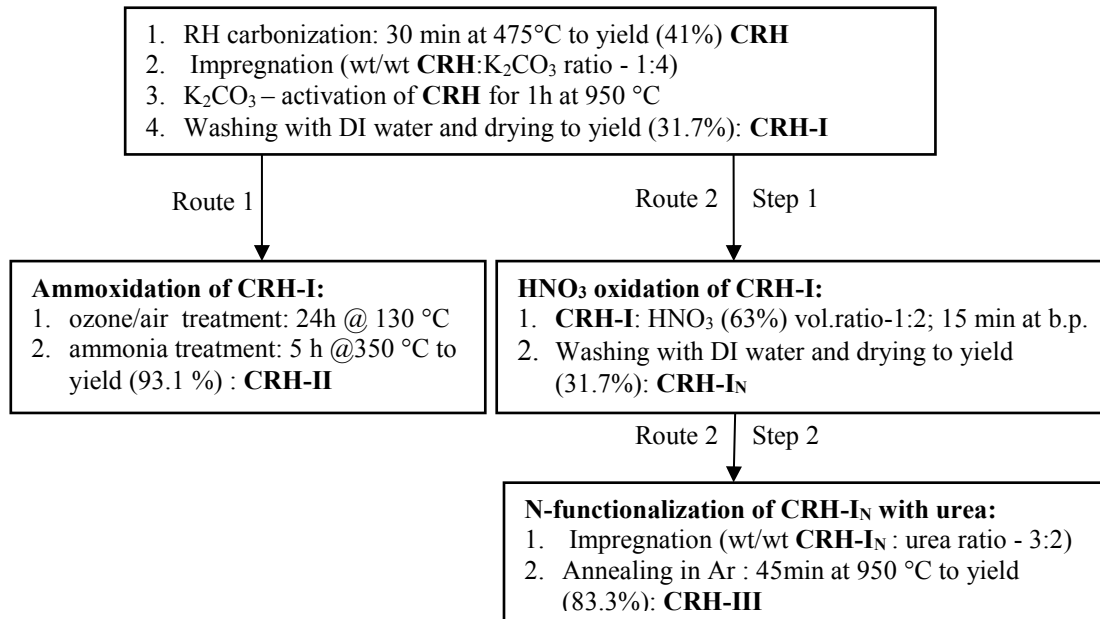 1. RH carbonization: 30 min at 475°C to yield (41%) CRH
2. Impregnation (wt/wt CRH:K₂CO₃ ratio - 1:4)
3. K₂CO₃ – activation of CRH for 1h at 950 °C
4. Washing with DI water and drying to yield (31.7%): CRH-I
Route 1
Route 2 Step 1
Ammoxidation of CRH-I:
1. ozone/air treatment: 24h @ 130 °C
2. ammonia treatment: 5 h @350 °C to
yield (93.1 %) : CRH-II
HNO₃ oxidation of CRH-I:
1. CRH-I: HNO₃ (63%) vol.ratio-1:2; 15 min at b.p.
2. Washing with DI water and drying to yield
(31.7%): CRH-I_N
Route 2 Step 2
N-functionalization of CRH-I_N with urea:
1. Impregnation (wt/wt CRH-I_N : urea ratio - 3:2)
2. Annealing in Ar : 45min at 950 °C to yield
(83.3%): CRH-III